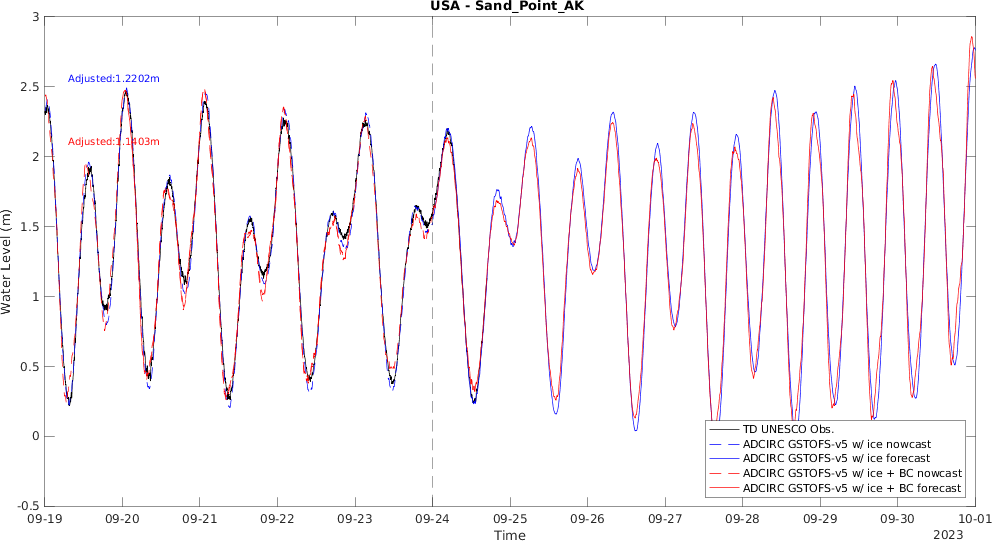 USA - Sand_Point_AK
3
2.5
2
1.5
1
0.5
0
-0.5
Water Level (m)
Adjusted:1.2202m
Adjusted:1.1403m
TD UNESCO Obs.
ADCIRC GSTOFS-v5 w/ ice nowcast
ADCIRC GSTOFS-v5 w/ ice forecast
ADCIRC GSTOFS-v5 w/ ice + BC nowcast
ADCIRC GSTOFS-v5 w/ ice + BC forecast
09-19 09-20 09-21 09-22 09-23 09-24 09-25 09-26 09-27 09-28 09-29 09-30 10-01
Time
2023